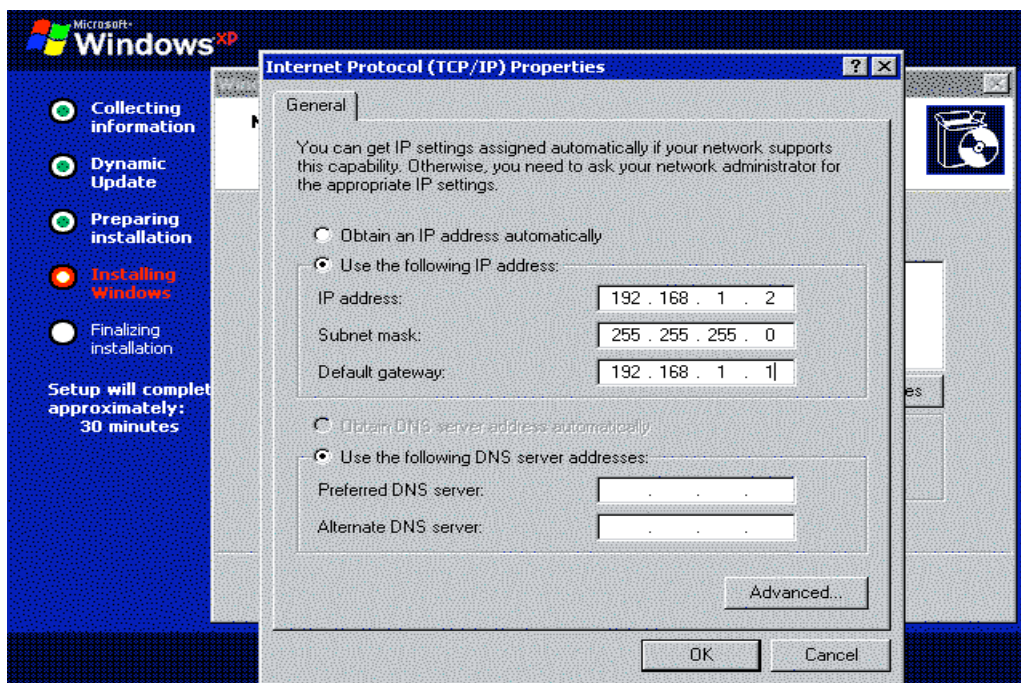 Microsoft
Windows XP
Internet Protocol (TCP/IP) Properties
General
Collecting
information
Dynamic
Update
Preparing
installation
Installing
Windows
Finalizing
installation
Setup will complet
approximately:
30 minutes
You can get IP settings assigned automatically if your network supports
this capability. Otherwise, you need to ask your network administrator for
the appropriate IP settings.
Obtain an IP address automatically
Use the following IP address:
IP address: 192 . 168 . 1 . 2
Subnet mask: 255 . 255 . 255 . 0
Default gateway: 192 . 168 . 1 . 1
Obtain DNS server address automatically
Use the following DNS server addresses:
Preferred DNS server: . . .
Alternate DNS server: . . .
Advanced...
OK Cancel
es